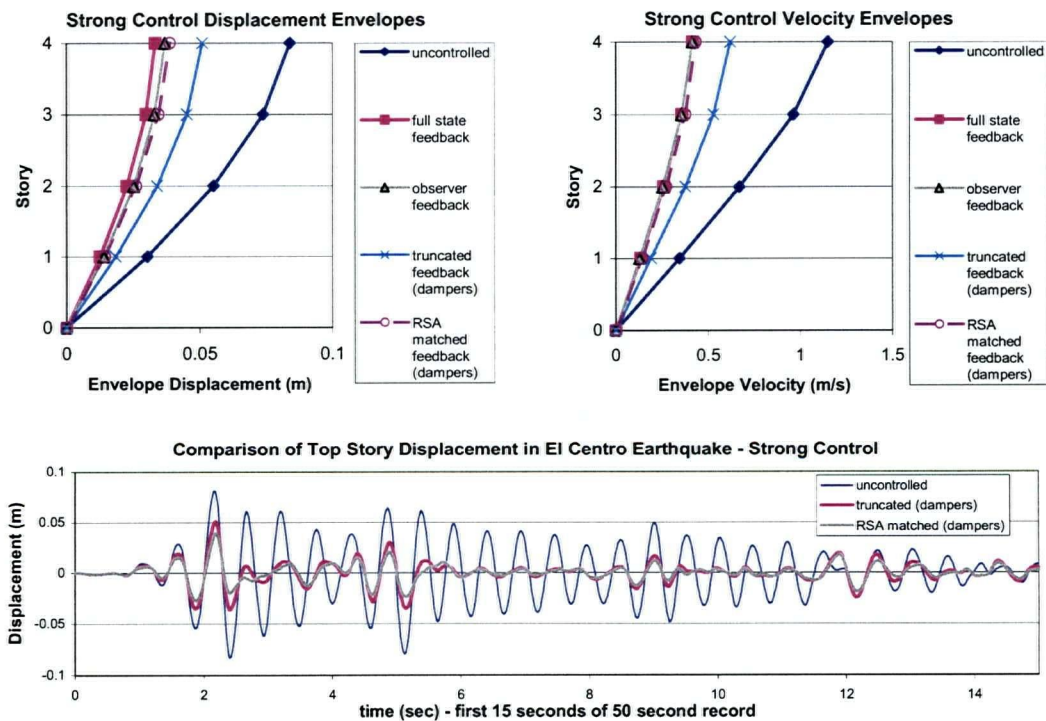 Strong Control Displacement Envelopes
4
3
2
1
0
Story
0
0.05
0.1
Envelope Displacement (m)
uncontrolled
full state
feedback
observer
feedback
truncated
feedback
(dampers)
RSA
matched
feedback
(dampers)
Strong Control Velocity Envelopes
4
3
2
1
0
Story
0
0.5
1
1.5
Envelope Velocity (m/s)
uncontrolled
full state
feedback
observer
feedback
truncated
feedback
(dampers)
RSA
matched
feedback
(dampers)
Comparison of Top Story Displacement in El Centro Earthquake - Strong Control
0.1
0.05
0
-0.05
-0.1
Displacement (m)
uncontrolled
truncated (dampers)
RSA matched (dampers)
0
2
4
6
8
10
12
14
time (sec) - first 15 seconds of 50 second record